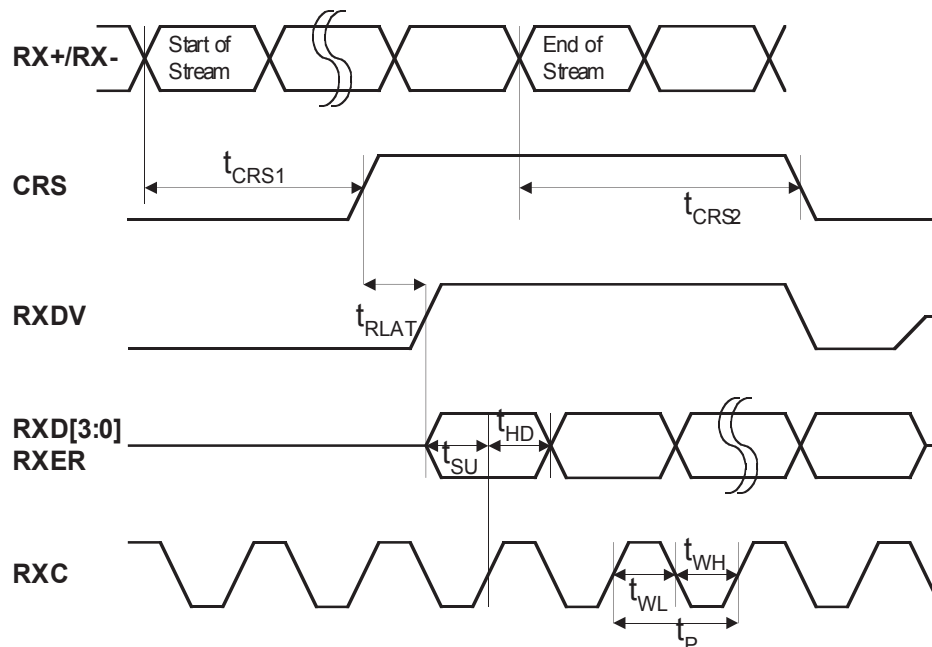 RX+/RX-
Start of
Stream
End of
Stream
CRS
tCRS1
tCRS2
RXDV
tRLAT
RXD[3:0]
RXER
tSU
tHD
RXC
tWL
tWH
tP